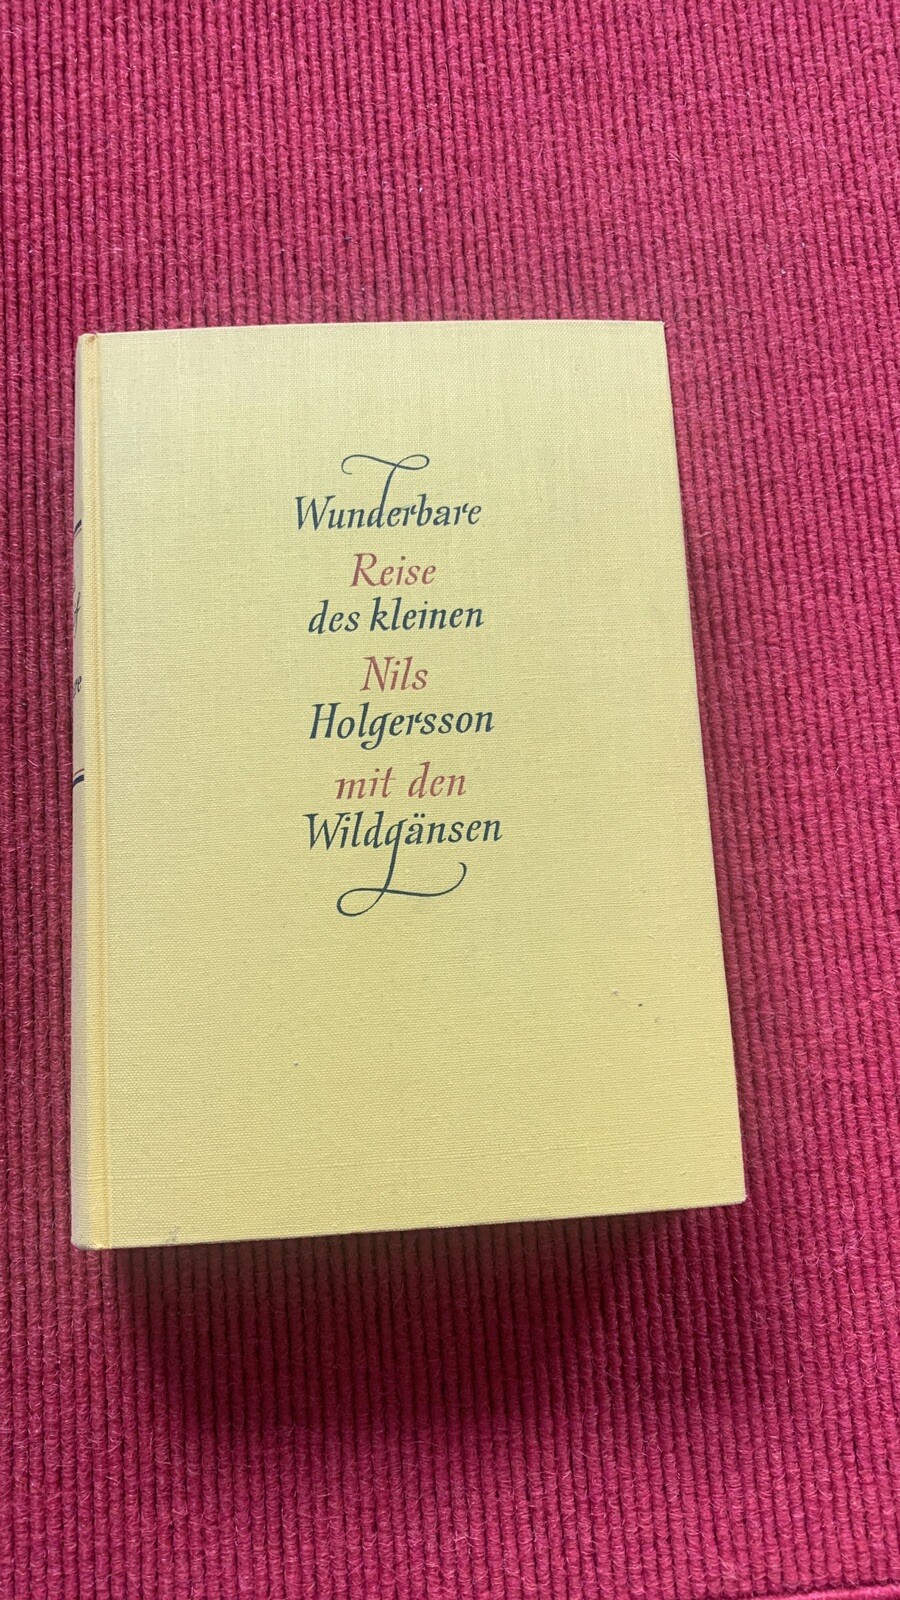 Wunderbare
Reise
des kleinen
Nils
Holgersson
mit den
Wildgänsen